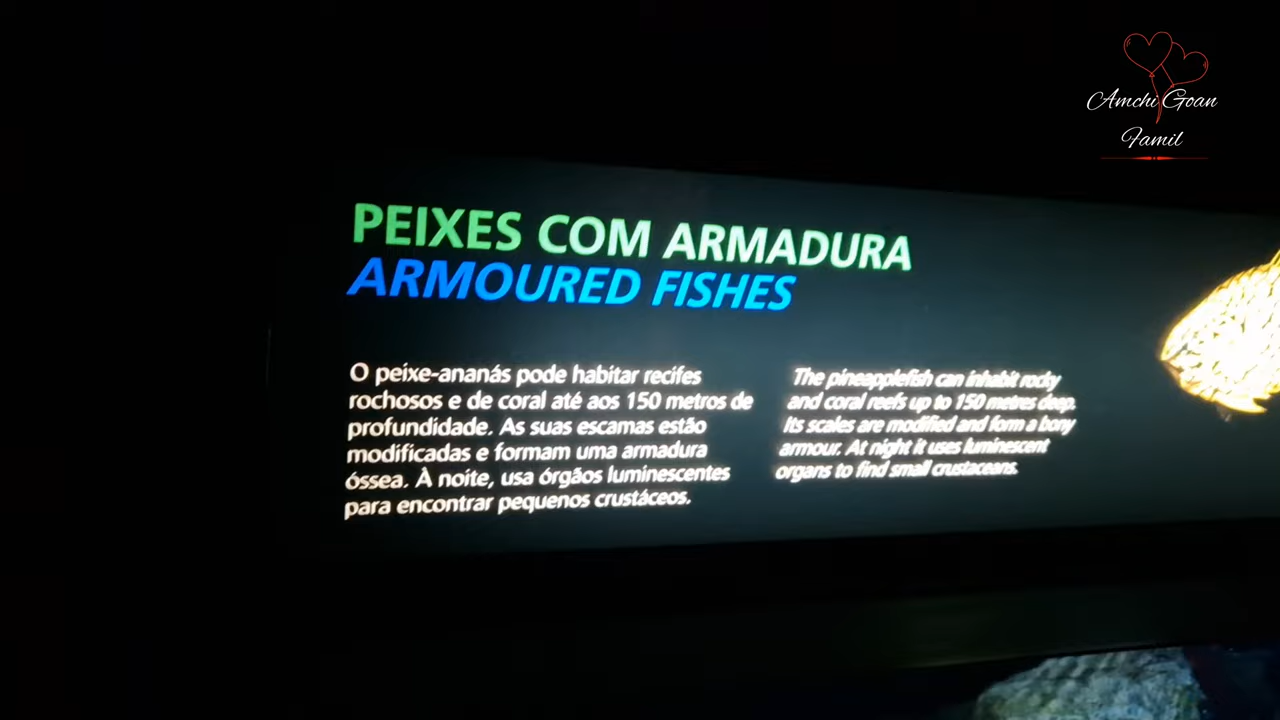 Amchi Goan
Famil
PEIXES COM ARMADURA
ARMOURED FISHES
O peixe-ananás pode habitar recifes
rochosos e de coral até aos 150 metros de
profundidade. As suas escamas estão
modificadas e formam uma armadura
óssea. À noite, usa órgãos luminescentes
para encontrar pequenos crustáceos.
The pineapplefish can inhabit rocky
and coral reefs up to 150 metres deep.
Its scales are modified and form a bony
armour. At night it uses luminescent
organs to find small crustaceans.